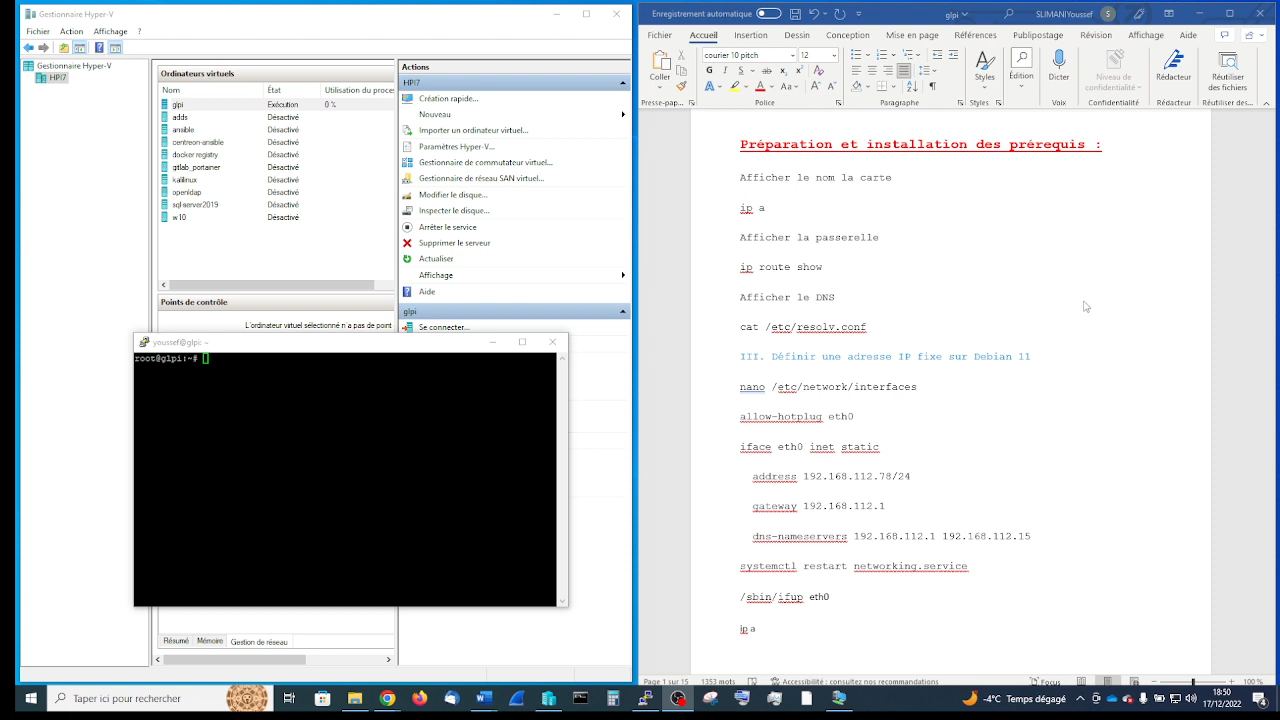 Gestionnaire Hyper-V
Fichier Action Affichage ?
Gestionnaire Hyper-V
HPI7
Ordinateurs virtuels
Nom État Utilisation du proce
glpi Exécution 0 %
adds Désactivé
ansible Désactivé
centreon-ansible Désactivé
docker registry Désactivé
gitlab_portainer Désactivé
kalilinux Désactivé
openldap Désactivé
sql-server2019 Désactivé
w10 Désactivé
Points de contrôle
L'ordinateur virtuel sélectionné n'a pas de point
Résumé Mémoire Gestion de réseau
Actions
HPI7
Création rapide...
Nouveau
Importer un ordinateur virtuel...
Paramètres Hyper-V...
Gestionnaire de commutateur virtuel...
Gestionnaire de réseau SAN virtuel...
Modifier le disque...
Inspecter le disque...
Arrêter le service
Supprimer le serveur
Actualiser
Affichage
Aide
glpi
Se connecter...
youssef@glpi: ~
root@glpi:~#
Enregistrement automatique glpi SLIMANIYoussef S
Fichier Accueil Insertion Dessin Conception Mise en page Références Publipostage Révision Affichage Aide
courier 10 pitch 12
G I S ab x₂ x²
A A Aa A A
Coller Styles Édition Dicter Niveau de confidentialité Rédacteur Réutiliser des fichiers
Presse-pap... Police Paragraphe Styles Voix Confidentialité Rédacteur Réutiliser des...
Préparation et installation des prérequis :
Afficher le nom la carte
ip a
Afficher la passerelle
ip route show
Afficher le DNS
cat /etc/resolv.conf
III. Définir une adresse IP fixe sur Debian 11
nano /etc/network/interfaces
allow-hotplug eth0
iface eth0 inet static
address 192.168.112.78/24
gateway 192.168.112.1
dns-nameservers 192.168.112.1 192.168.112.15
systemctl restart networking.service
/sbin/ifup eth0
ip a
Page 1 sur 15 1353 mots Accessibilité : consultez nos recommandations Focus 100 %
Taper ici pour rechercher
-4°C Temps dégagé
18:50
17/12/2022
4